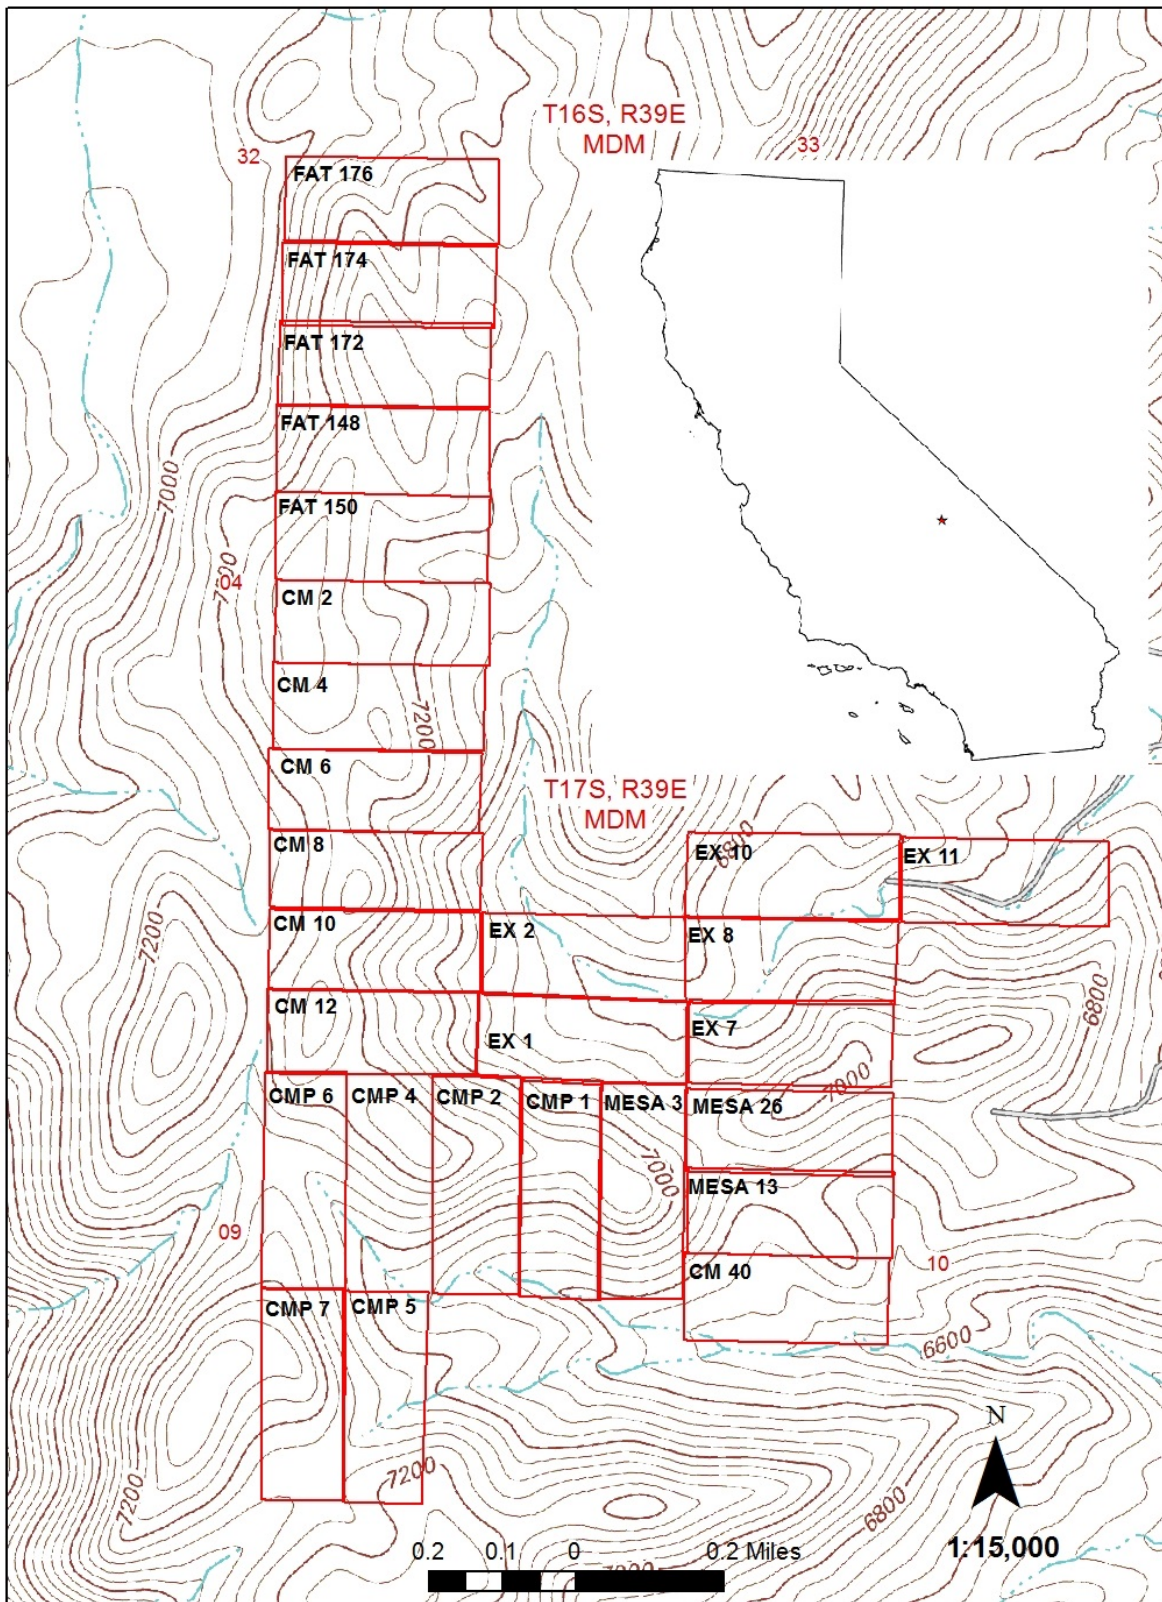 T16S, R39E
MDM
32
33
FAT 176
FAT 174
FAT 172
FAT 148
7000
FAT 150
7000
04
CM 2
CM 4
7200
CM 6
T17S, R39E
MDM
CM 8
6800
EX 10
EX 11
CM 10
EX 2
EX 8
7200
CM 12
EX 1
EX 7
6800
7000
CMP 6
CMP 4
CMP 2
CMP 1
MESA 3
MESA 26
7000
MESA 13
09
10
CM 40
CMP 7
CMP 5
6600
N
7200
7200
6800
0.2
0.1
0
0.2 Miles
1:15,000